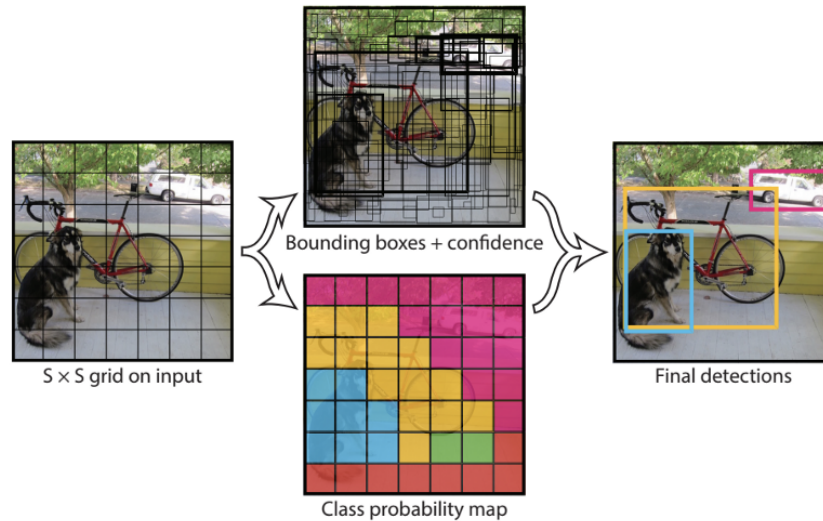 S × S grid on input
Bounding boxes + confidence
Class probability map
Final detections